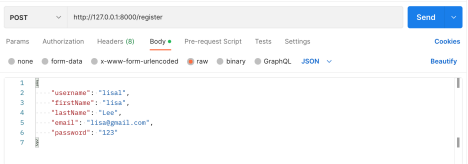 POST http://127.0.0.1:8000/register Send
Params Authorization Headers (8) Body Pre-request Script Tests Settings Cookies
none form-data x-www-form-urlencoded raw binary GraphQL JSON Beautify
1
2 "username": "lisal",
3 "firstName": "lisa",
4 "lastName": "Lee",
5 "email": "lisa@gmail.com",
6 "password": "123"
7